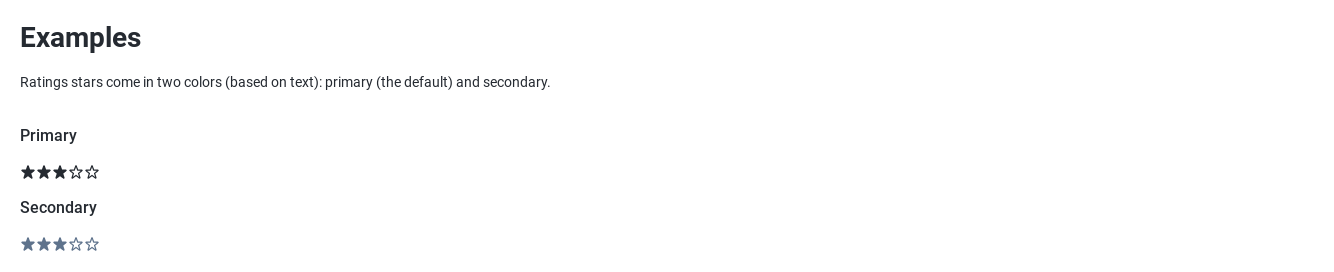 Examples
Ratings stars come in two colors (based on text): primary (the default) and secondary.
Primary
Secondary